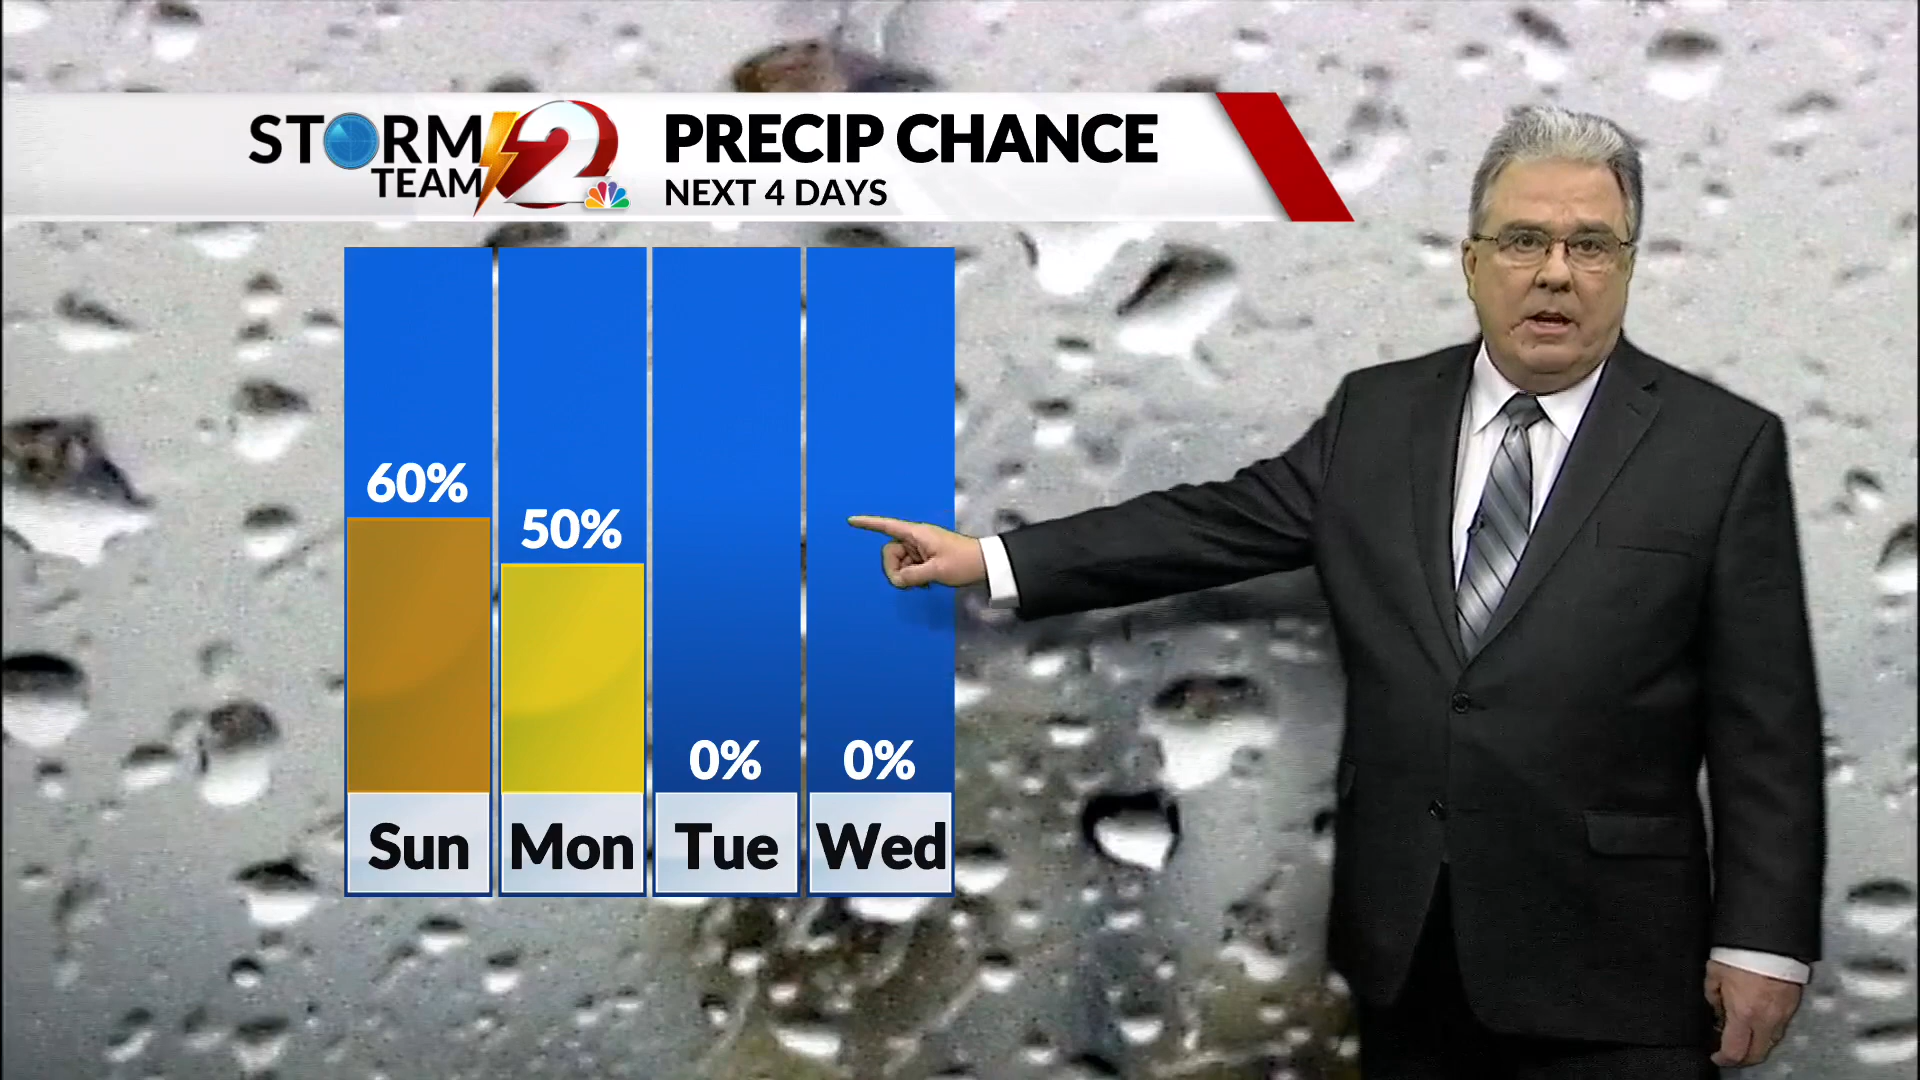 STORM
TEAM
2
PRECIP CHANCE
NEXT 4 DAYS
60%
50%
0%
0%
Sun
Mon
Tue
Wed